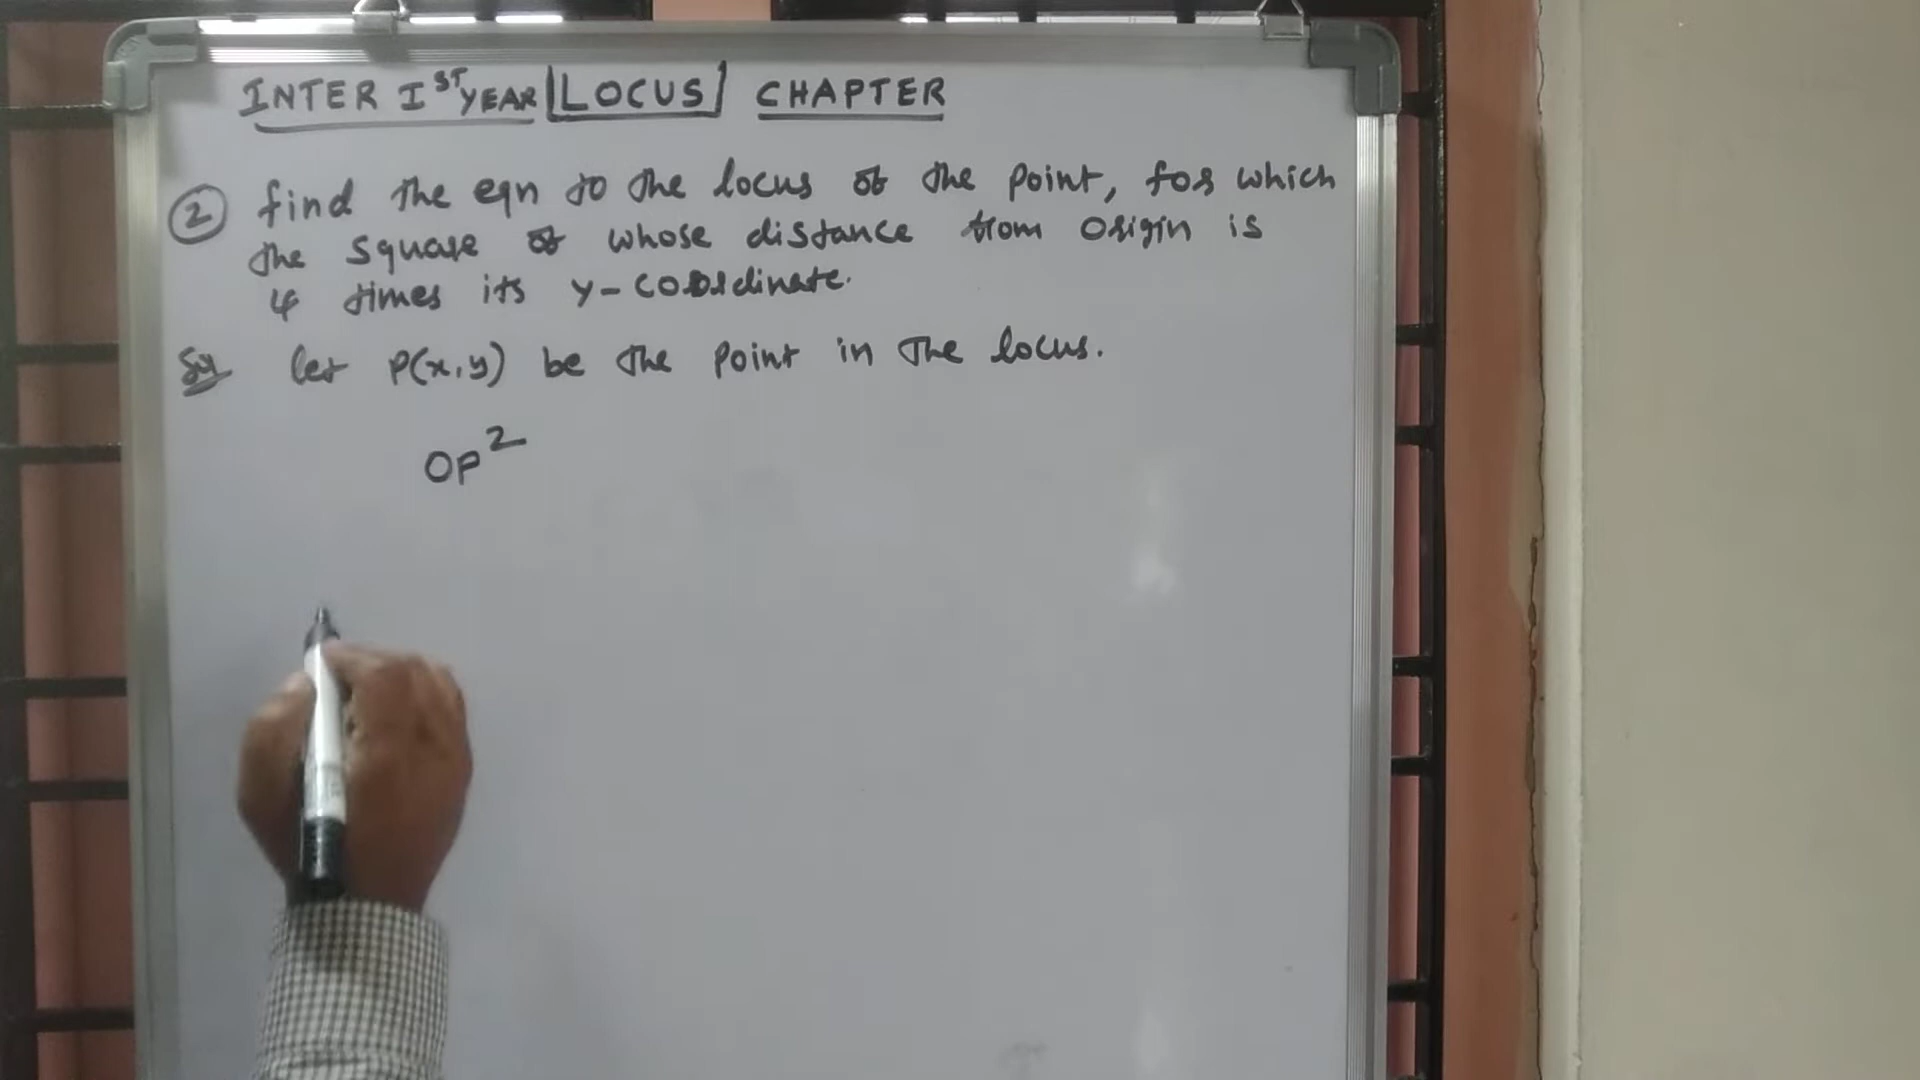 INTER IST YEAR LOCUS CHAPTER
② find the eqn to the locus of the point, for which
the square of whose distance from origin is
4 times its y-coordinate.
Sol let P(x,y) be the point in the locus.
OP²